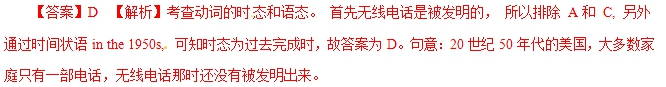 【答案】D 【解析】考查动词的时态和语态。 首先无线电话是被发明的， 所以排除 A 和 C, 另外
通过时间状语 in the 1950s,. 可知时态为过去完成时，故答案为 D。句意：20 世纪 50 年代的美国，大多数家
庭只有一部电话，无线电话那时还没有被发明出来。